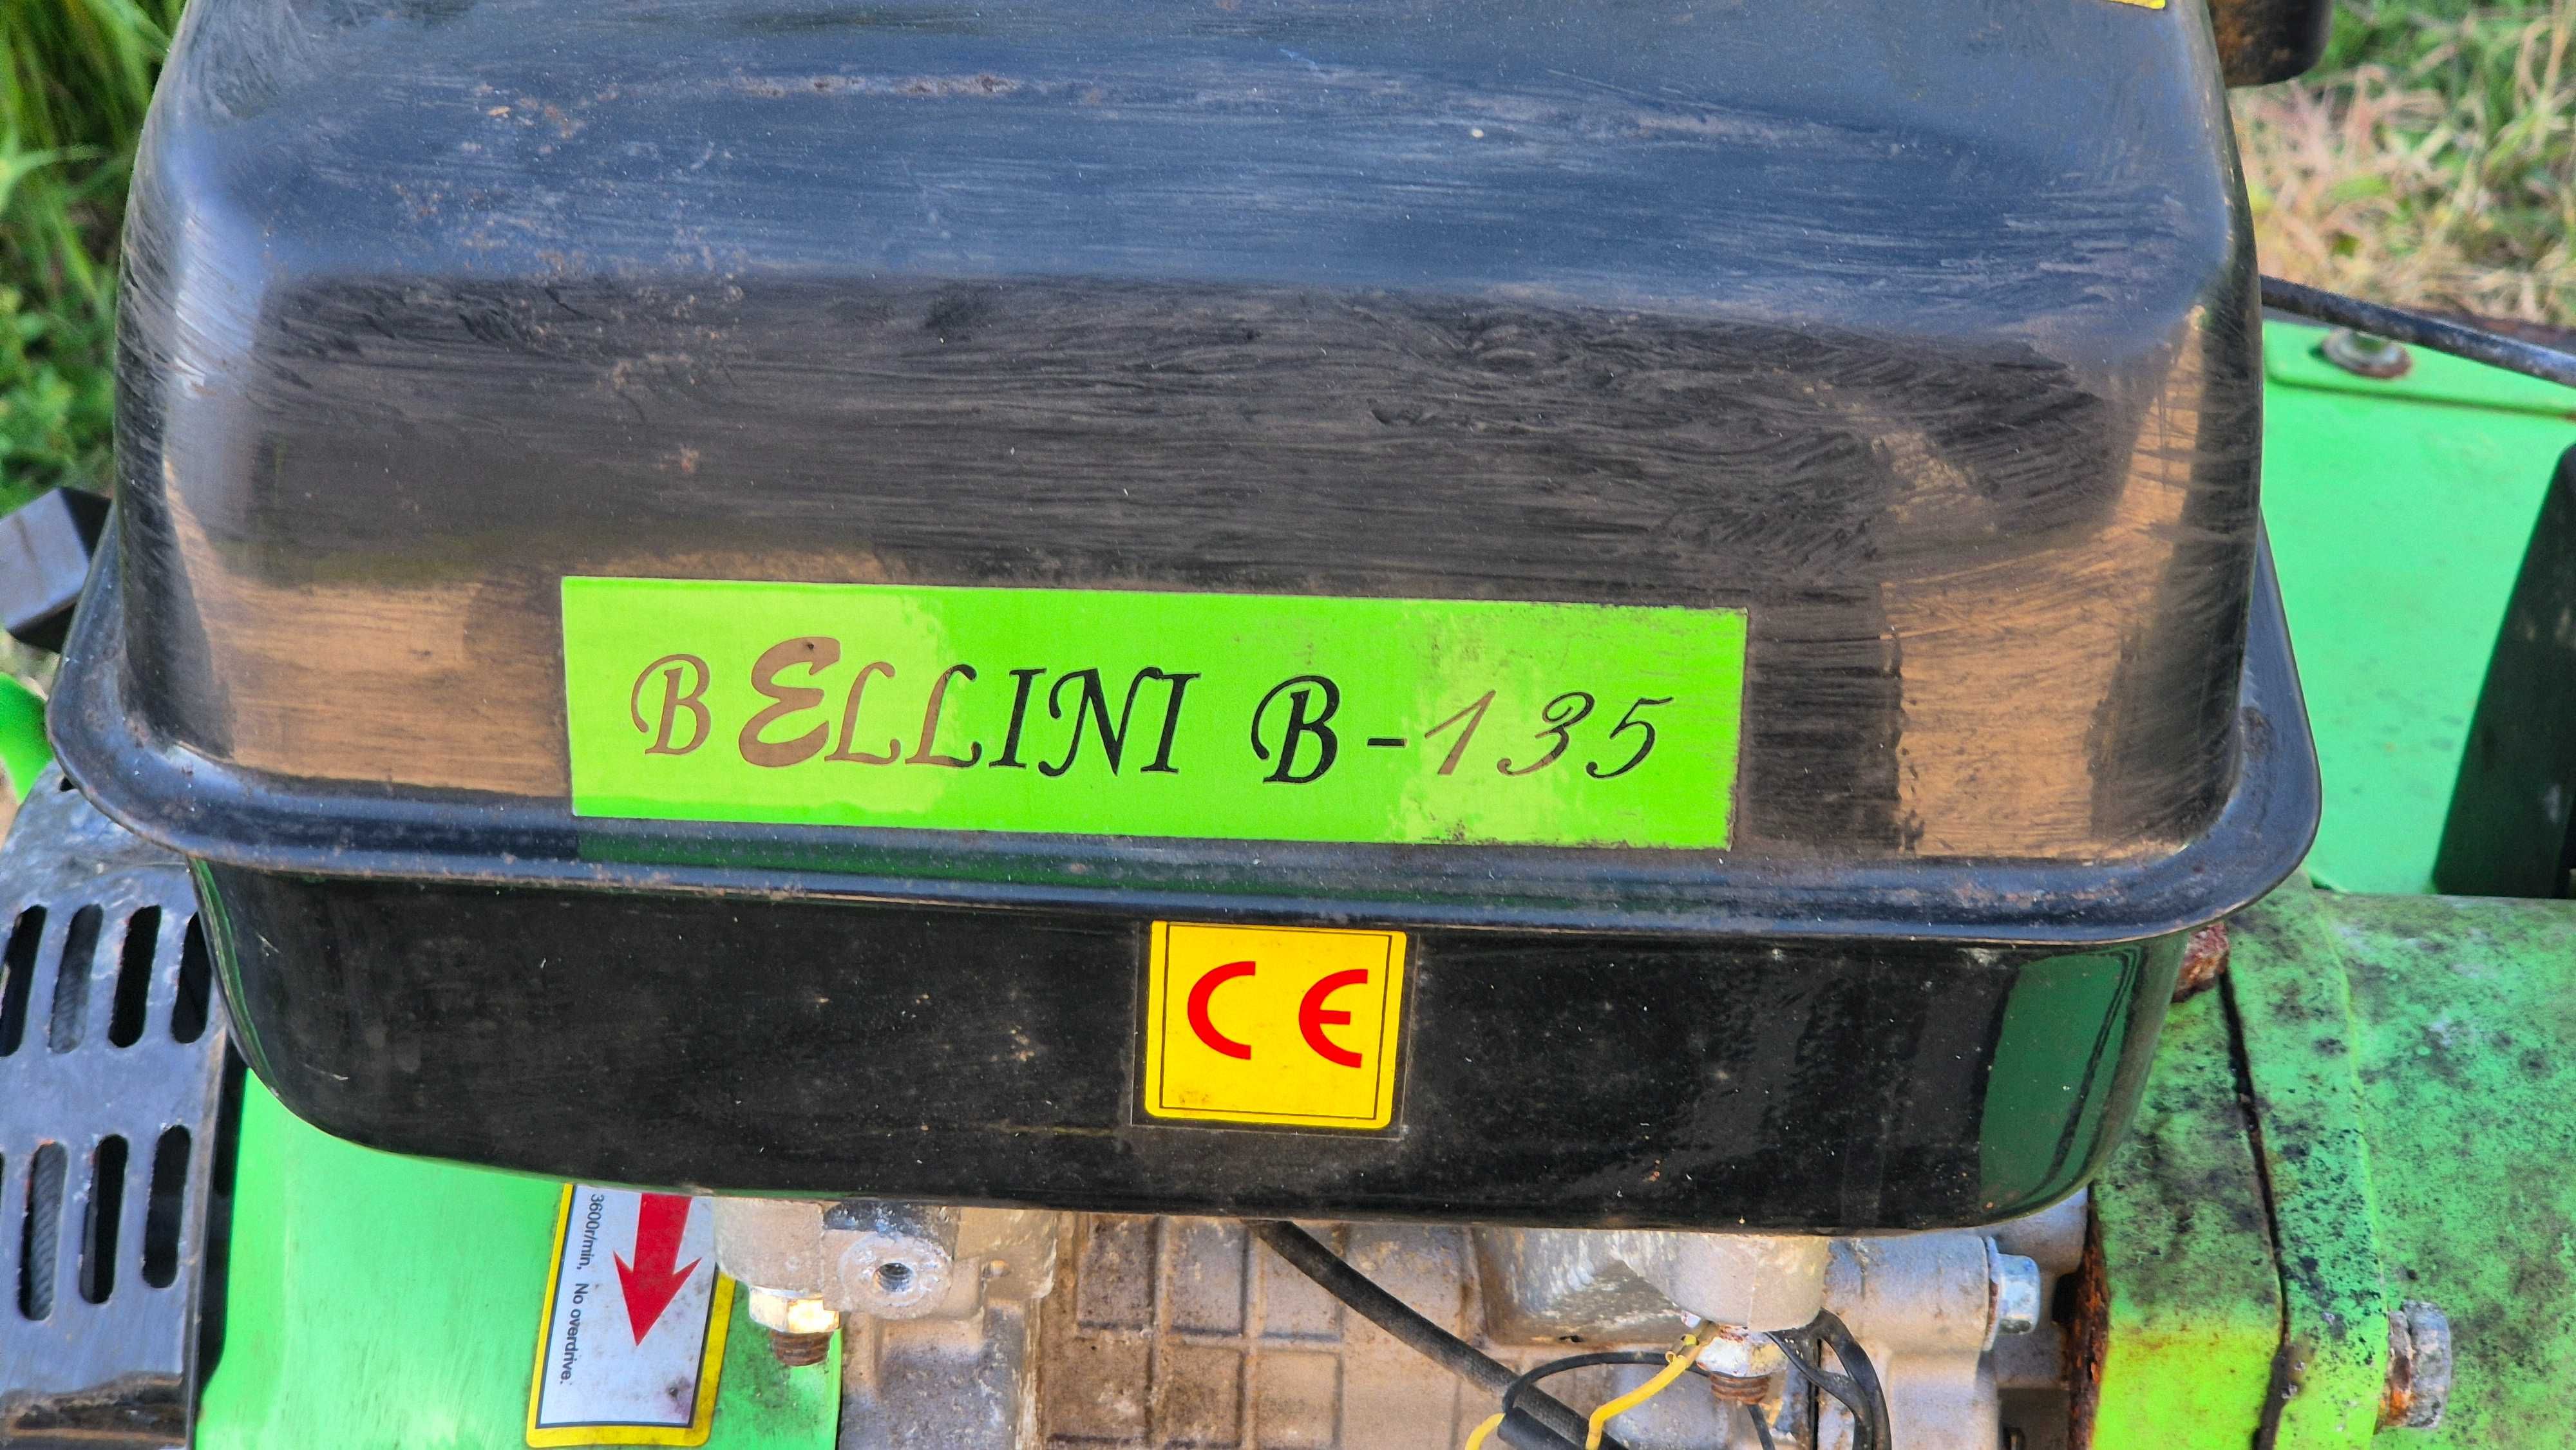 BELLINI B-135
CE
3600r/min. No overdrive.